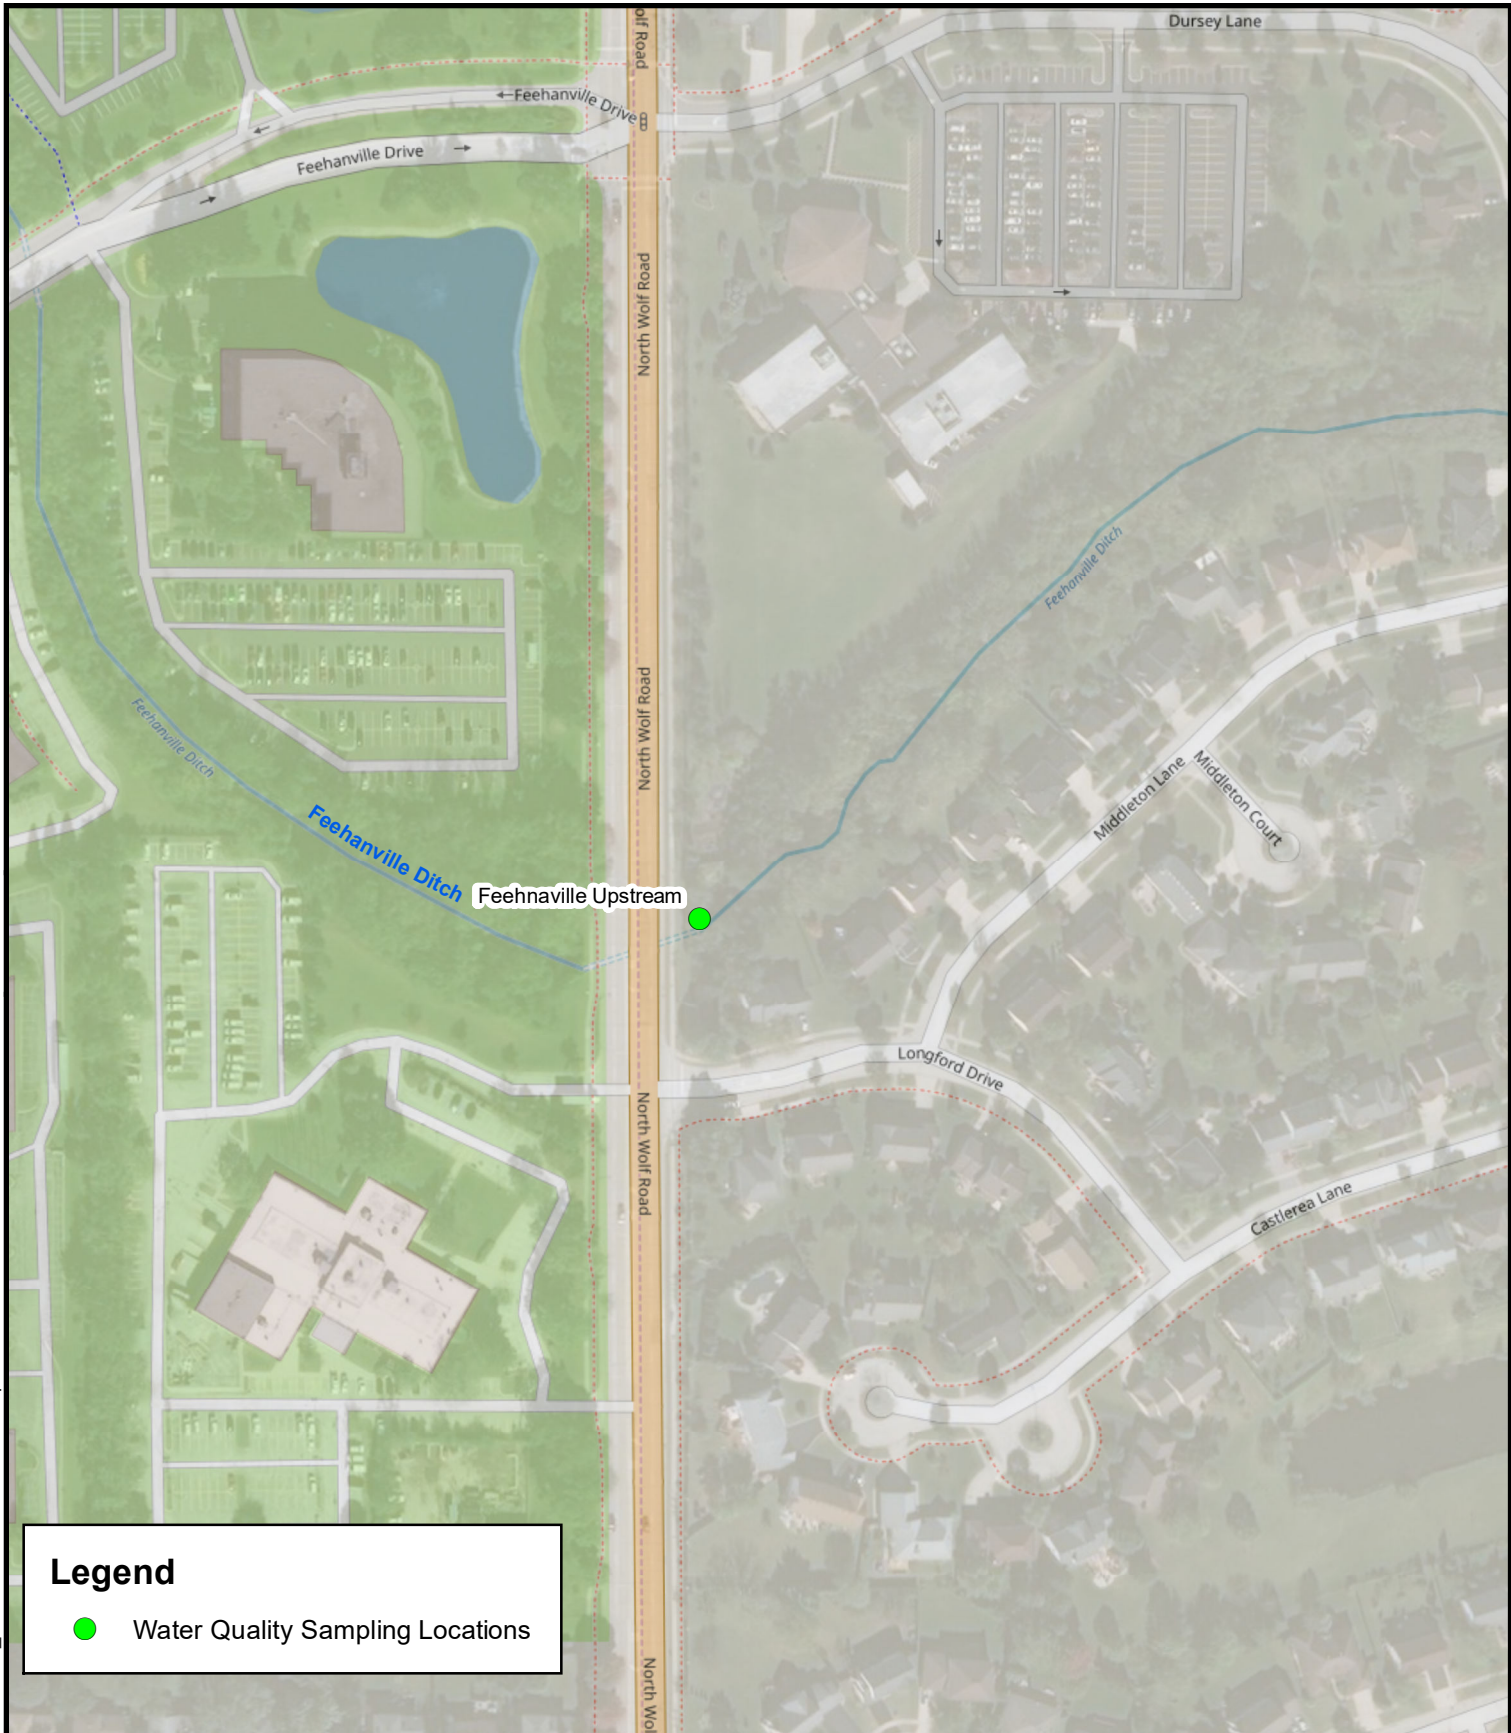 olf Road
Dursey Lane
Feehanville Drive
Feehanville Drive
North Wolf Road
Feehanville Ditch
North Wolf Road
Feehanville Ditch
Middleton Lane
Middleton Court
Feehanville Ditch
Feehnaville Upstream
Longford Drive
North Wolf Road
Castlerea Lane
Legend
Water Quality Sampling Locations
North Wol